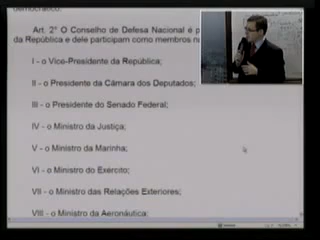 democrático.
Art. 2° O Conselho de Defesa Nacional é p
da República e dele participam como membros n
I - o Vice-Presidente da República;
II - o Presidente da Câmara dos Deputados;
III - o Presidente do Senado Federal;
IV - o Ministro da Justiça;
V - o Ministro da Marinha;
VI - o Ministro do Exército;
VII - o Ministro das Relações Exteriores;
VIII - o Ministro da Aeronáutica;